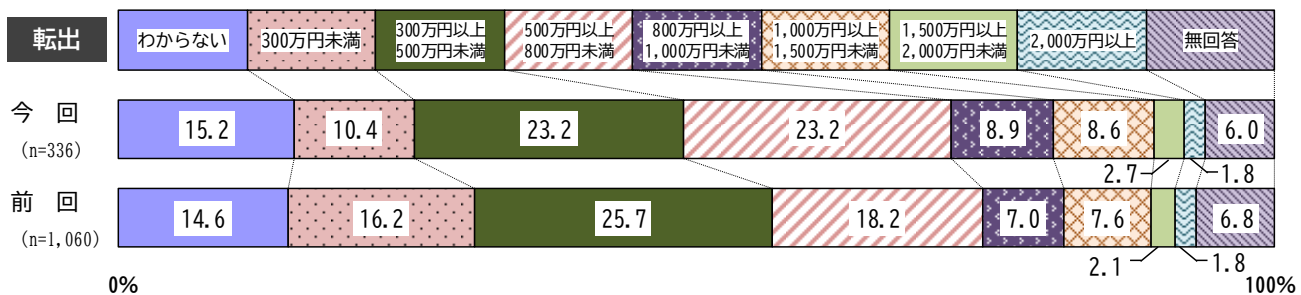 転出
わからない
300万円未満
300万円以上
500万円未満
500万円以上
800万円未満
800万円以上
1,000万円未満
1,000万円以上
1,500万円未満
1,500万円以上
2,000万円未満
2,000万円以上
無回答
今 回
(n=336)
15.2
10.4
23.2
23.2
8.9
8.6
2.7
1.8
6.0
前 回
(n=1,060)
14.6
16.2
25.7
18.2
7.0
7.6
2.1
1.8
6.8
0%
100%